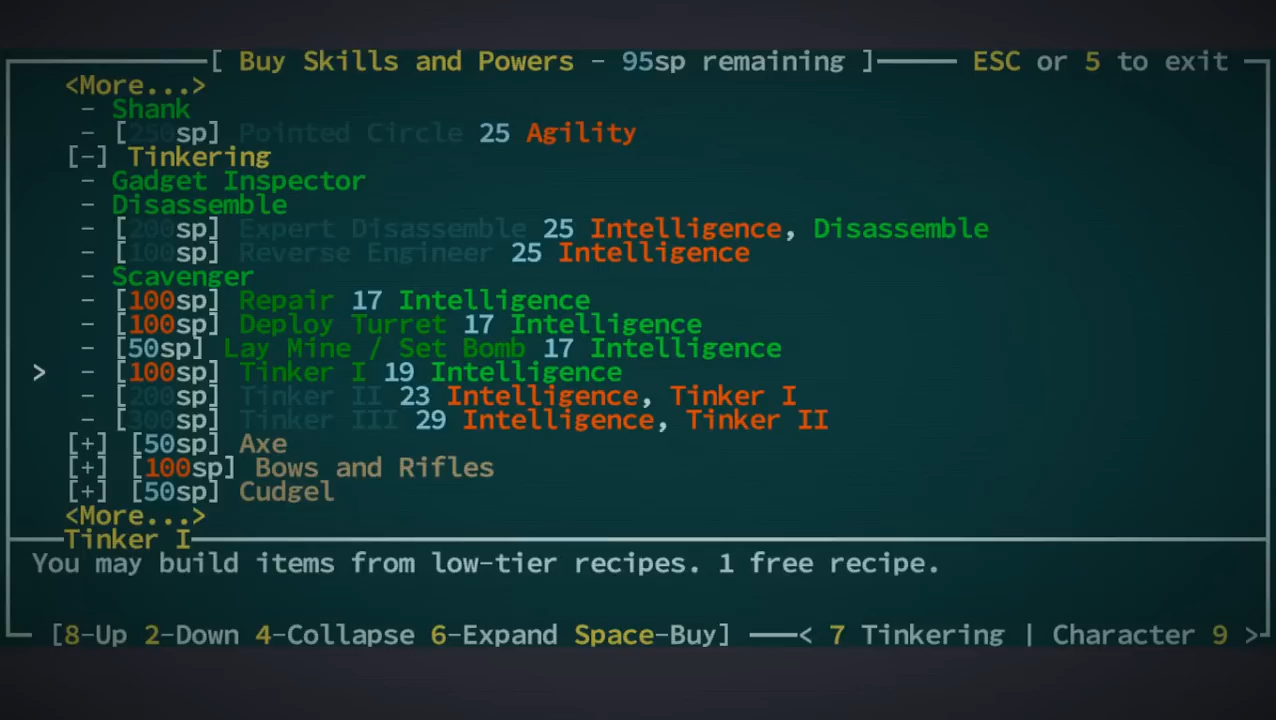 [ Buy Skills and Powers - 95sp remaining ] ESC or 5 to exit
<More...>
- Shank
- [250sp] Pointed Circle 25 Agility
[-] Tinkering
- Gadget Inspector
- Disassemble
- [200sp] Expert Disassemble 25 Intelligence, Disassemble
- [100sp] Reverse Engineer 25 Intelligence
- Scavenger
- [100sp] Repair 17 Intelligence
- [100sp] Deploy Turret 17 Intelligence
- [50sp] Lay Mine / Set Bomb 17 Intelligence
> - [100sp] Tinker I 19 Intelligence
- [200sp] Tinker II 23 Intelligence, Tinker I
- [300sp] Tinker III 29 Intelligence, Tinker II
[+] [50sp] Axe
[+] [100sp] Bows and Rifles
[+] [50sp] Cudgel
<More...>
Tinker I
You may build items from low-tier recipes. 1 free recipe.
[8-Up 2-Down 4-Collapse 6-Expand Space-Buy] < 7 Tinkering | Character 9 >